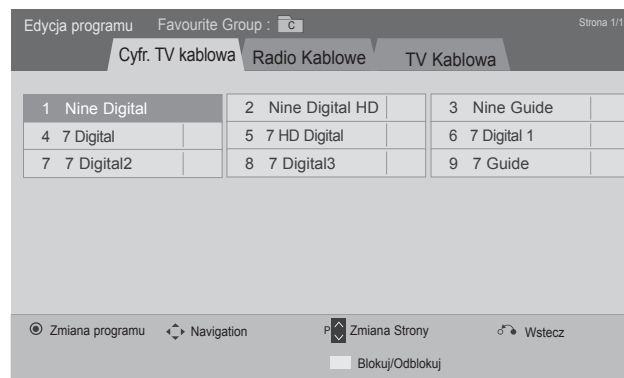 Edycja programu Favourite Group : C Strona 1/1
Cyfr. TV kablowa Radio Kablowe TV Kablowa
1 Nine Digital 2 Nine Digital HD 3 Nine Guide
4 7 Digital 5 7 HD Digital 6 7 Digital 1
7 7 Digital2 8 7 Digital3 9 7 Guide
Zmiana programu Navigation P Zmiana Strony Wstecz
Blokuj/Odblokuj